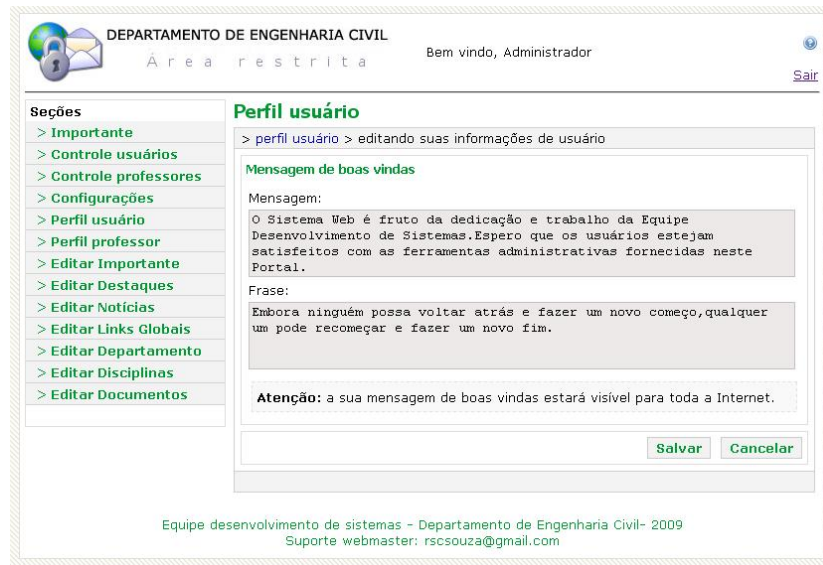 DEPARTAMENTO DE ENGENHARIA CIVIL
Área restrita
Bem vindo, Administrador
Sair
Seções
> Importante
> Controle usuários
> Controle professores
> Configurações
> Perfil usuário
> Perfil professor
> Editar Importante
> Editar Destaques
> Editar Notícias
> Editar Links Globais
> Editar Departamento
> Editar Disciplinas
> Editar Documentos
Perfil usuário
> perfil usuário > editando suas informações de usuário
Mensagem de boas vindas
Mensagem:
O Sistema Web é fruto da dedicação e trabalho da Equipe
Desenvolvimento de Sistemas.Espero que os usuários estejam
satisfeitos com as ferramentas administrativas fornecidas neste
Portal.
Frase:
Embora ninguém possa voltar atrás e fazer um novo começo,qualquer
um pode recomeçar e fazer um novo fim.
Atenção: a sua mensagem de boas vindas estará visível para toda a Internet.
Salvar Cancelar
Equipe desenvolvimento de sistemas - Departamento de Engenharia Civil- 2009
Suporte webmaster: rscsouza@gmail.com